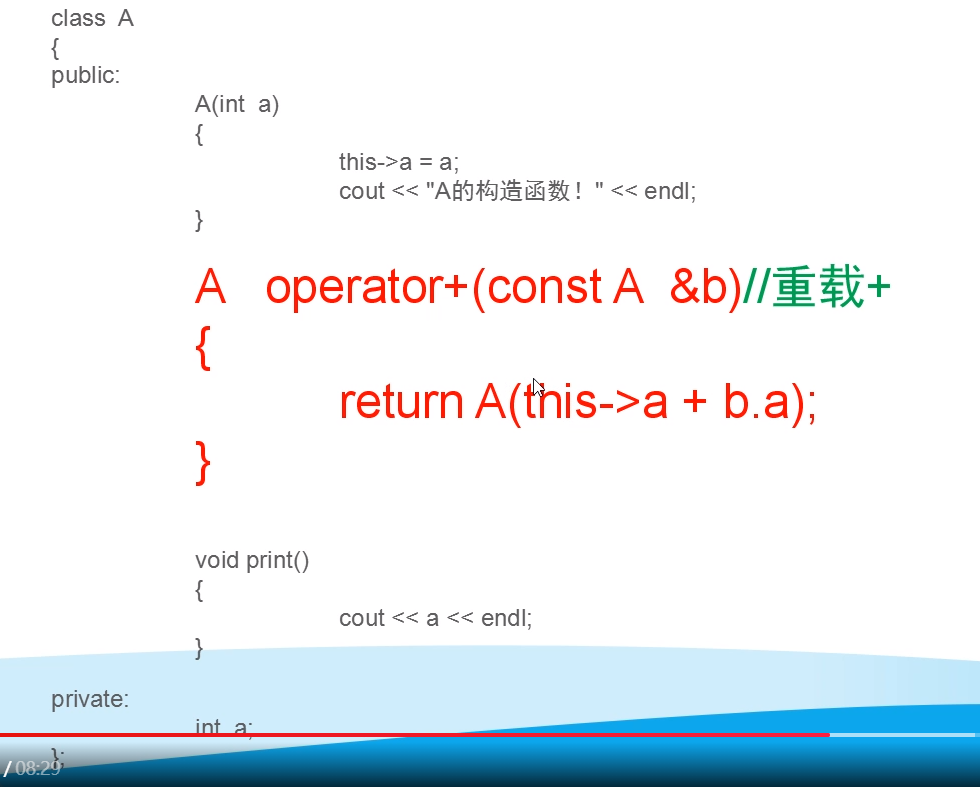 class  A
{
public:
A(int  a)
{
this->a = a;
cout << "A的构造函数！" << endl;
}
A   operator+(const A  &b)//重载+
{
return A(this->a + b.a);
}
void print()
{
cout << a << endl;
}
private:
int  a;
};
/ 08:29